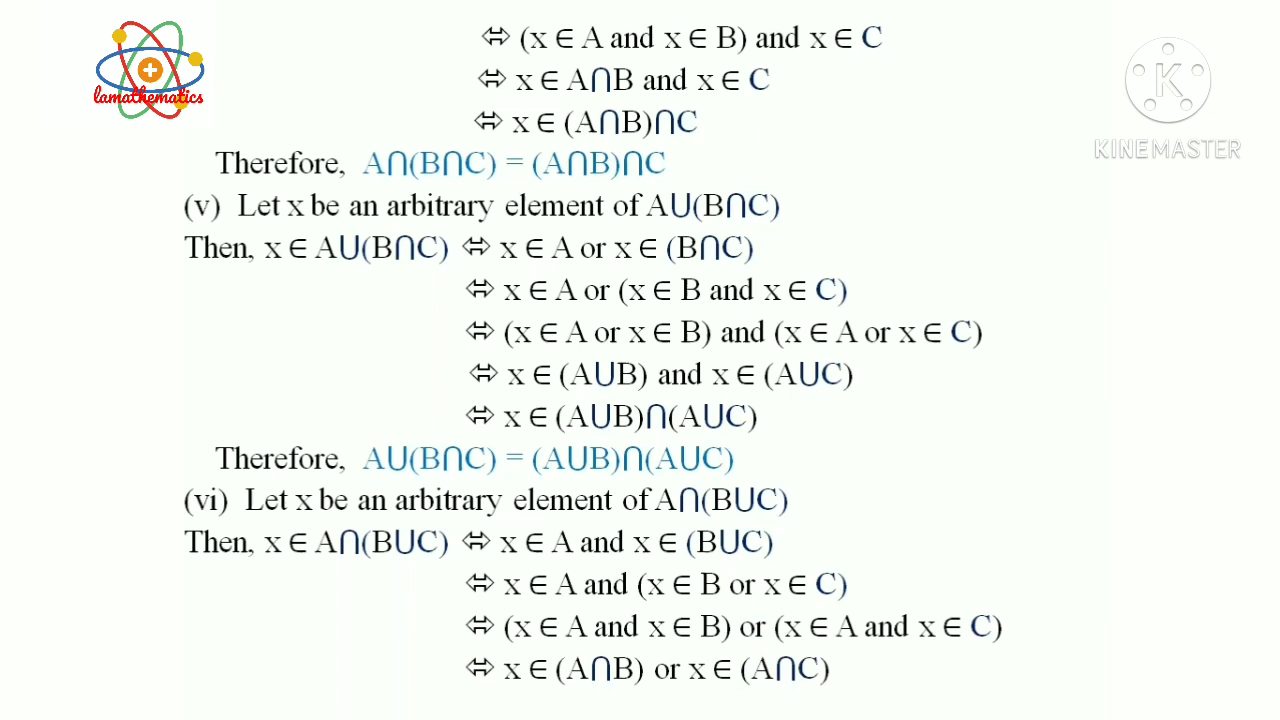 lamathematics
KINEMASTER
⇔ (x ∈ A and x ∈ B) and x ∈ C
⇔ x ∈ A⋂B and x ∈ C
⇔ x ∈ (A⋂B)⋂C
Therefore, A⋂(B⋂C) = (A⋂B)⋂C
(v) Let x be an arbitrary element of A⋃(B⋂C)
Then, x ∈ A⋃(B⋂C) ⇔ x ∈ A or x ∈ (B⋂C)
⇔ x ∈ A or (x ∈ B and x ∈ C)
⇔ (x ∈ A or x ∈ B) and (x ∈ A or x ∈ C)
⇔ x ∈ (A⋃B) and x ∈ (A⋃C)
⇔ x ∈ (A⋃B)⋂(A⋃C)
Therefore, A⋃(B⋂C) = (A⋃B)⋂(A⋃C)
(vi) Let x be an arbitrary element of A⋂(B⋃C)
Then, x ∈ A⋂(B⋃C) ⇔ x ∈ A and x ∈ (B⋃C)
⇔ x ∈ A and (x ∈ B or x ∈ C)
⇔ (x ∈ A and x ∈ B) or (x ∈ A and x ∈ C)
⇔ x ∈ (A⋂B) or x ∈ (A⋂C)